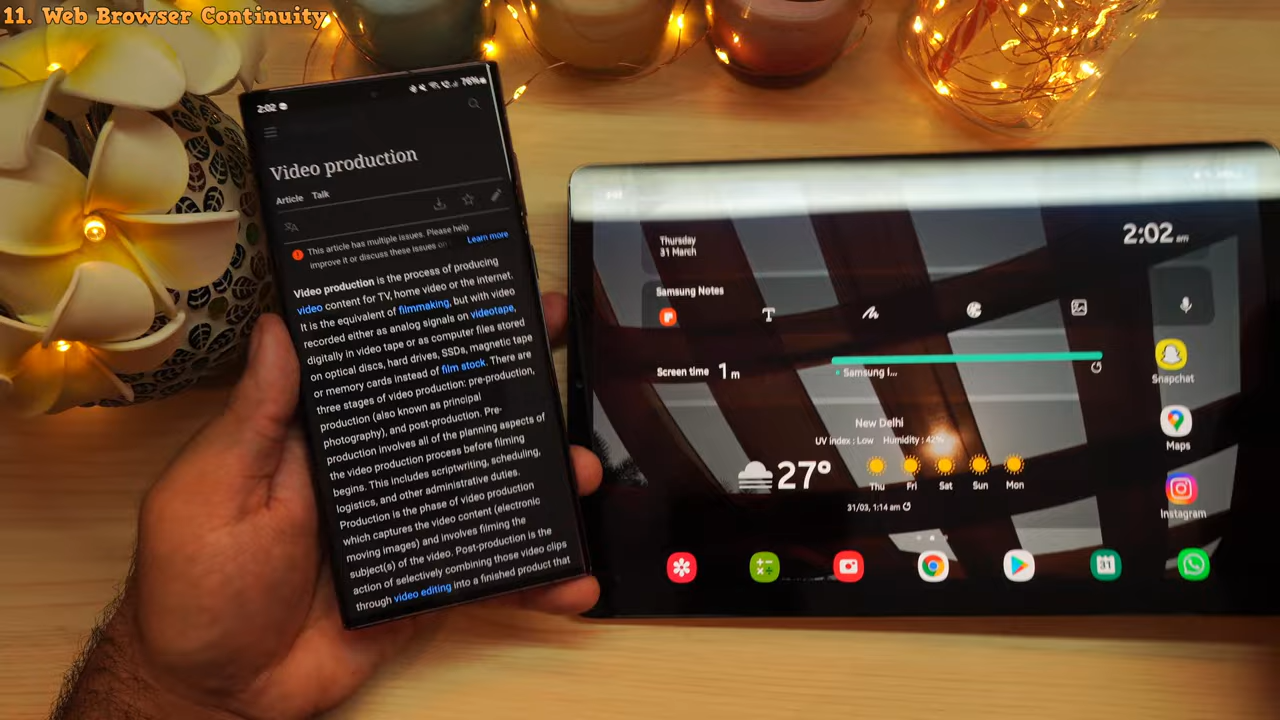 11. Web Browser Continuity
2:02
76%
Video production
Article Talk
This article has multiple issues. Please help
improve it or discuss these issues on
Learn more
Video production is the process of producing
video content for TV, home video or the internet.
It is the equivalent of filmmaking, but with video
recorded either as analog signals on videotape,
digitally in video tape or as computer files stored
on optical discs, hard drives, SSDs, magnetic tape
or memory cards instead of film stock. There are
three stages of video production: pre-production,
production (also known as principal
photography), and post-production. Pre-
production involves all of the planning aspects of
the video production process before filming
begins. This includes scriptwriting, scheduling,
logistics, and other administrative duties.
Production is the phase of video production
which captures the video content (electronic
moving images) and involves filming the
subject(s) of the video. Post-production is the
action of selectively combining those video clips
through video editing into a finished product that
Thursday
31 March
2:02 am
Samsung Notes
Screen time 1 m
Samsung I...
Snapchat
New Delhi
UV index : Low Humidity : 42%
Maps
27°
Thu Fri Sat Sun Mon
31/03, 1:14 am
Instagram
31